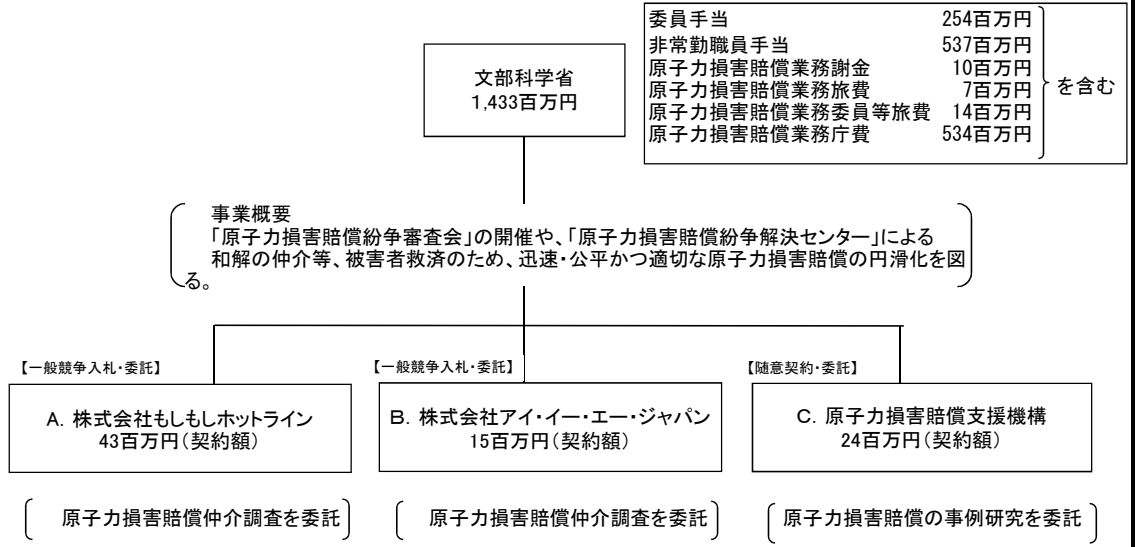 委員手当 254百万円
非常勤職員手当 537百万円
原子力損害賠償業務謝金 10百万円
原子力損害賠償業務旅費 7百万円
原子力損害賠償業務委員等旅費 14百万円
原子力損害賠償業務庁費 534百万円
を含む
文部科学省
1,433百万円
事業概要
「原子力損害賠償紛争審査会」の開催や、「原子力損害賠償紛争解決センター」による
和解の仲介等、被害者救済のため、迅速・公平かつ適切な原子力損害賠償の円滑化を図
る。
【一般競争入札・委託】
A. 株式会社もしもしホットライン
43百万円(契約額)
原子力損害賠償仲介調査を委託
【一般競争入札・委託】
B. 株式会社アイ・イー・エー・ジャパン
15百万円(契約額)
原子力損害賠償仲介調査を委託
【随意契約・委託】
C. 原子力損害賠償支援機構
24百万円(契約額)
原子力損害賠償の事例研究を委託